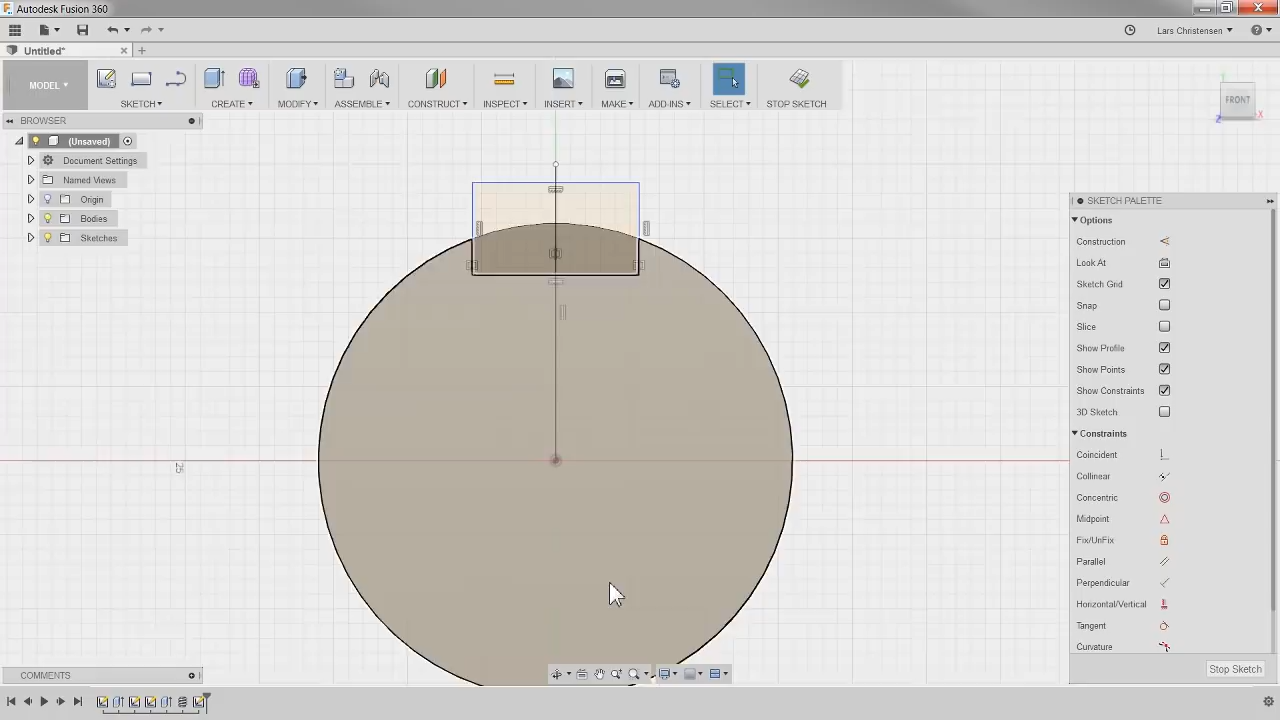 Autodesk Fusion 360
Lars Christensen
Untitled*
MODEL
SKETCH
CREATE
MODIFY
ASSEMBLE
CONSTRUCT
INSPECT
INSERT
MAKE
ADD-INS
SELECT
STOP SKETCH
FRONT
X
Z
BROWSER
(Unsaved)
Document Settings
Named Views
Origin
Bodies
Sketches
25
SKETCH PALETTE
Options
Construction
Look At
Sketch Grid
Snap
Slice
Show Profile
Show Points
Show Constraints
3D Sketch
Constraints
Coincident
Collinear
Concentric
Midpoint
Fix/UnFix
Parallel
Perpendicular
Horizontal/Vertical
Tangent
Curvature
Stop Sketch
COMMENTS